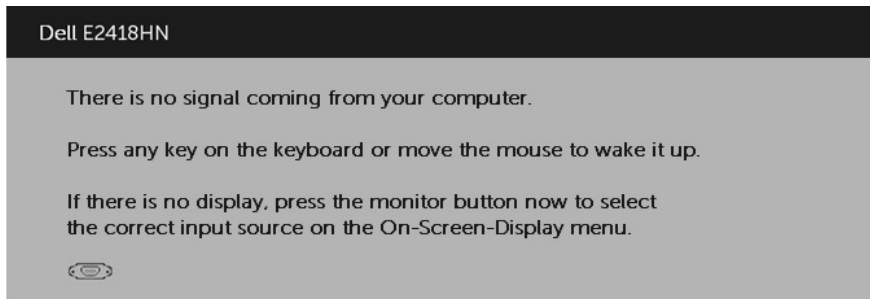 Dell E2418HN
There is no signal coming from your computer.
Press any key on the keyboard or move the mouse to wake it up.
If there is no display, press the monitor button now to select
the correct input source on the On-Screen-Display menu.